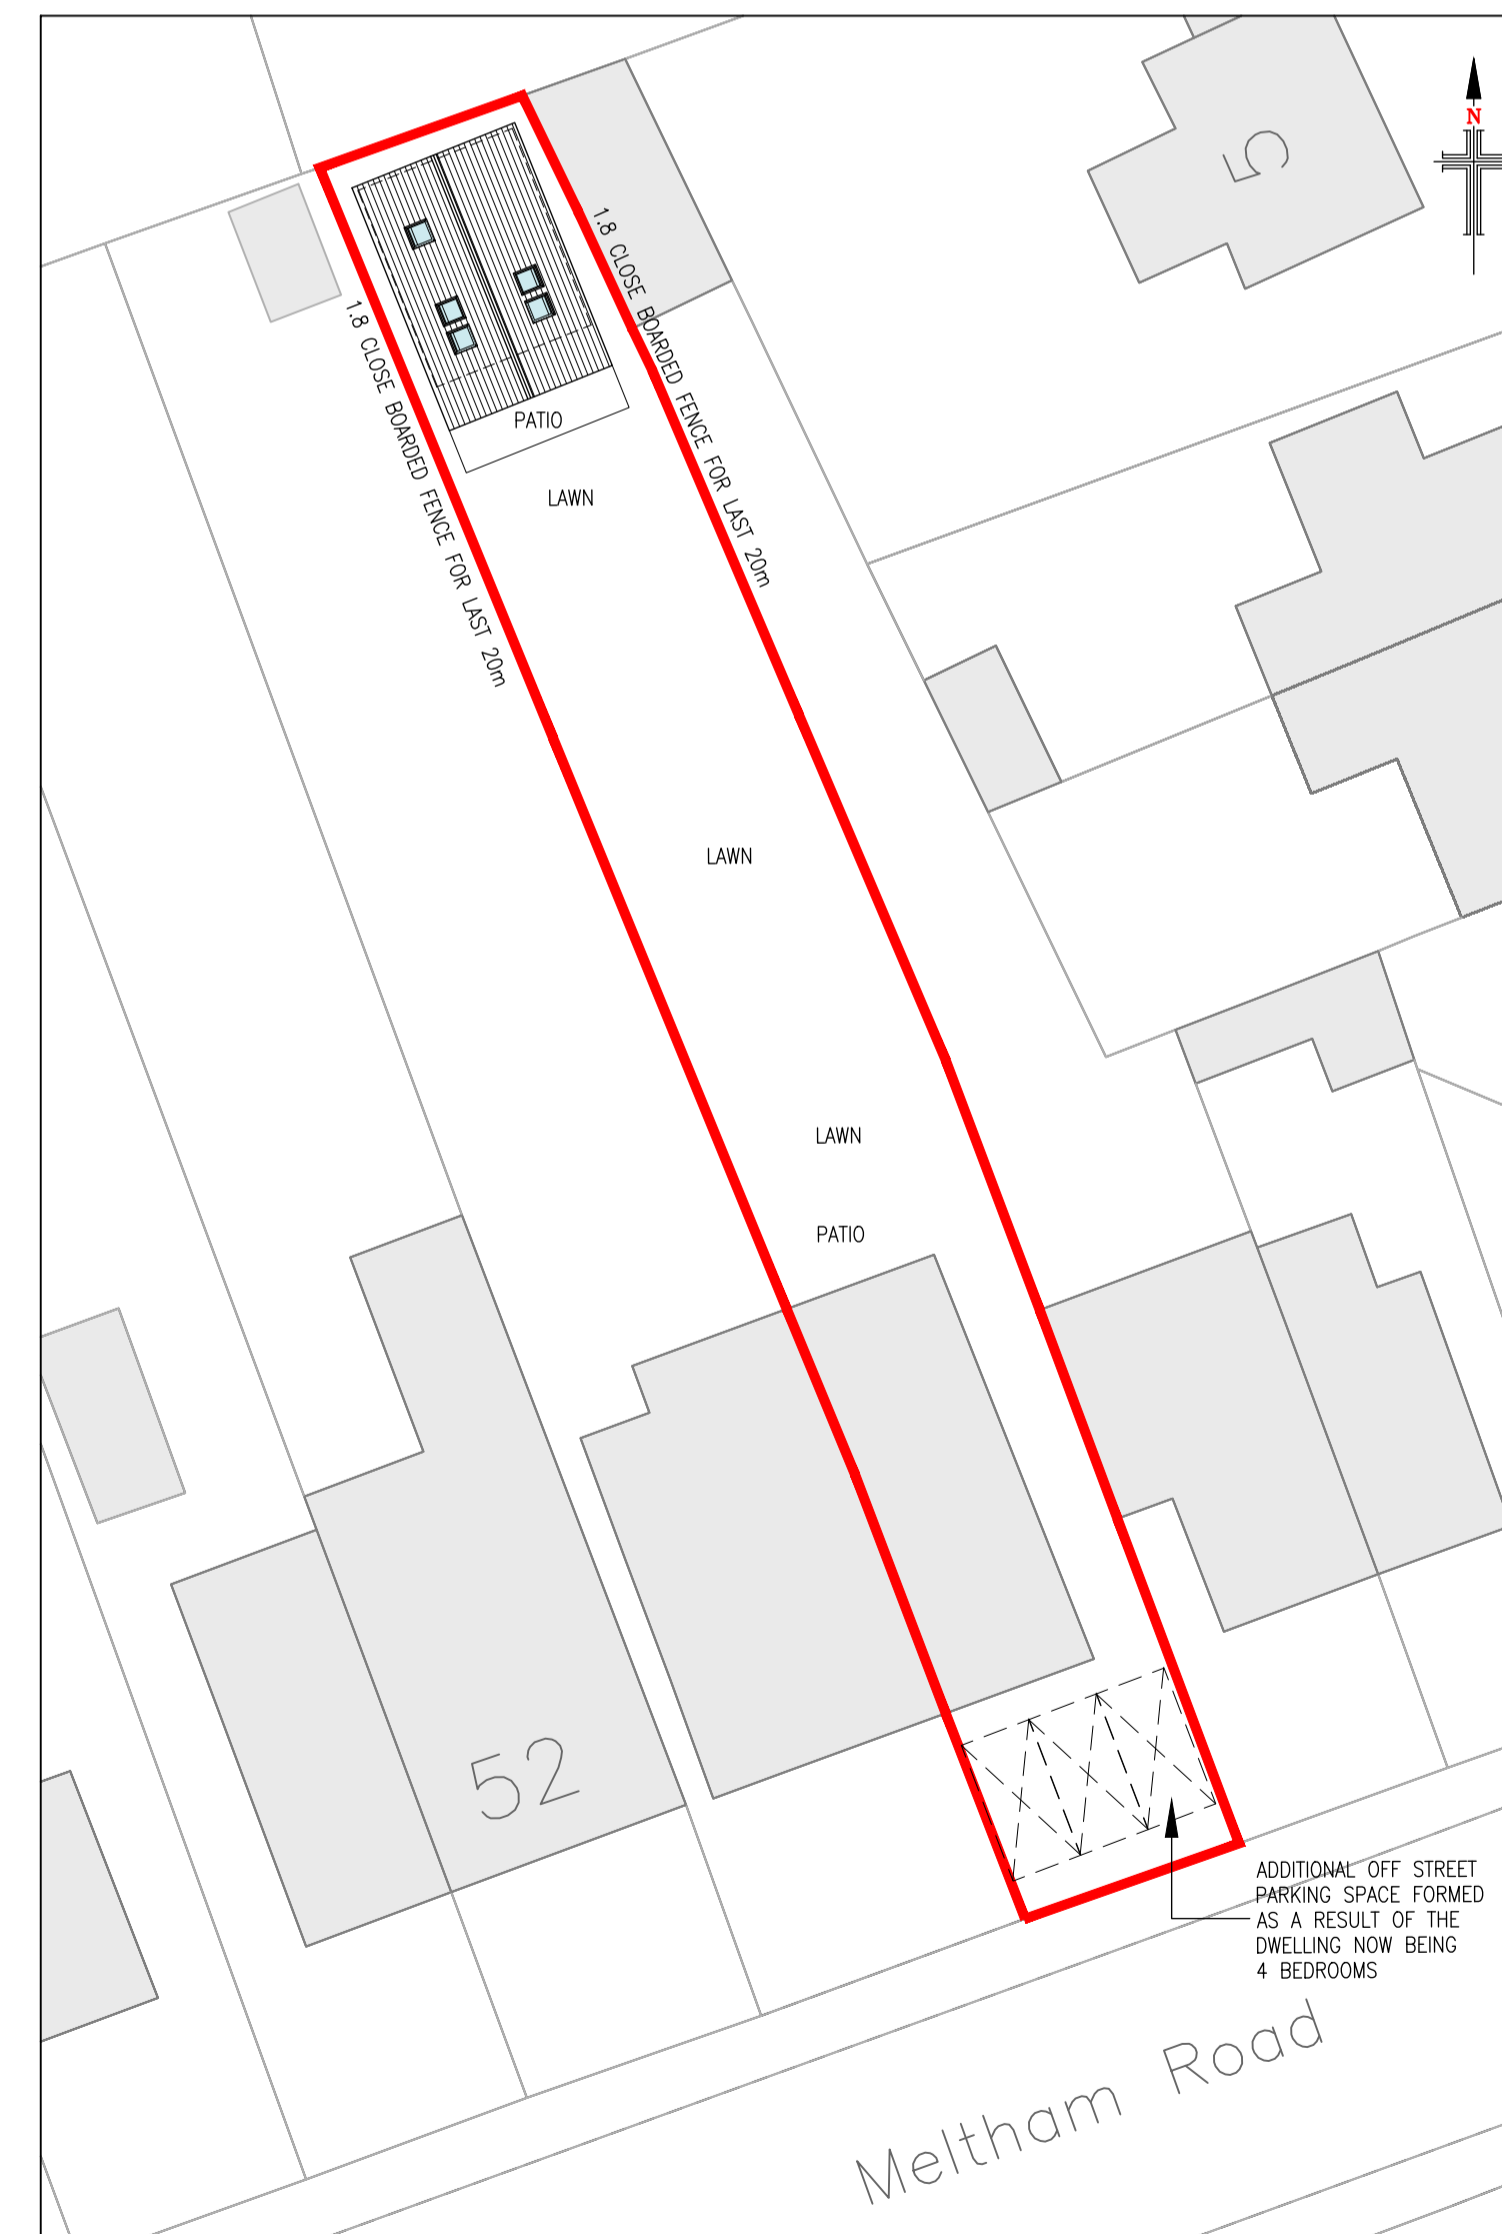 N
5
1.8 CLOSE BOARDED FENCE FOR LAST 20m
1.8 CLOSE BOARDED FENCE FOR LAST 20m
PATIO
LAWN
LAWN
LAWN
PATIO
52
ADDITIONAL OFF STREET
PARKING SPACE FORMED
AS A RESULT OF THE
DWELLING NOW BEING
4 BEDROOMS
Meltham Road